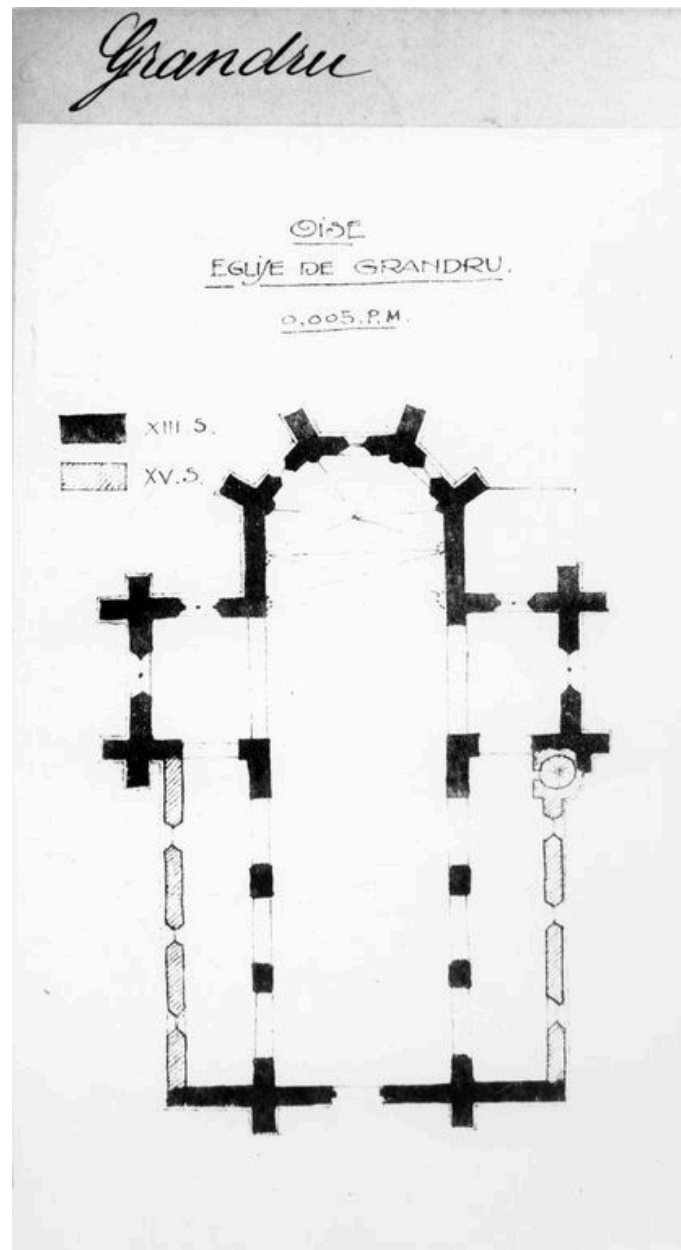 Grandru
OISE
EGLISE DE GRANDRU.
0,005.P.M.
XIII.S.
XV.S.